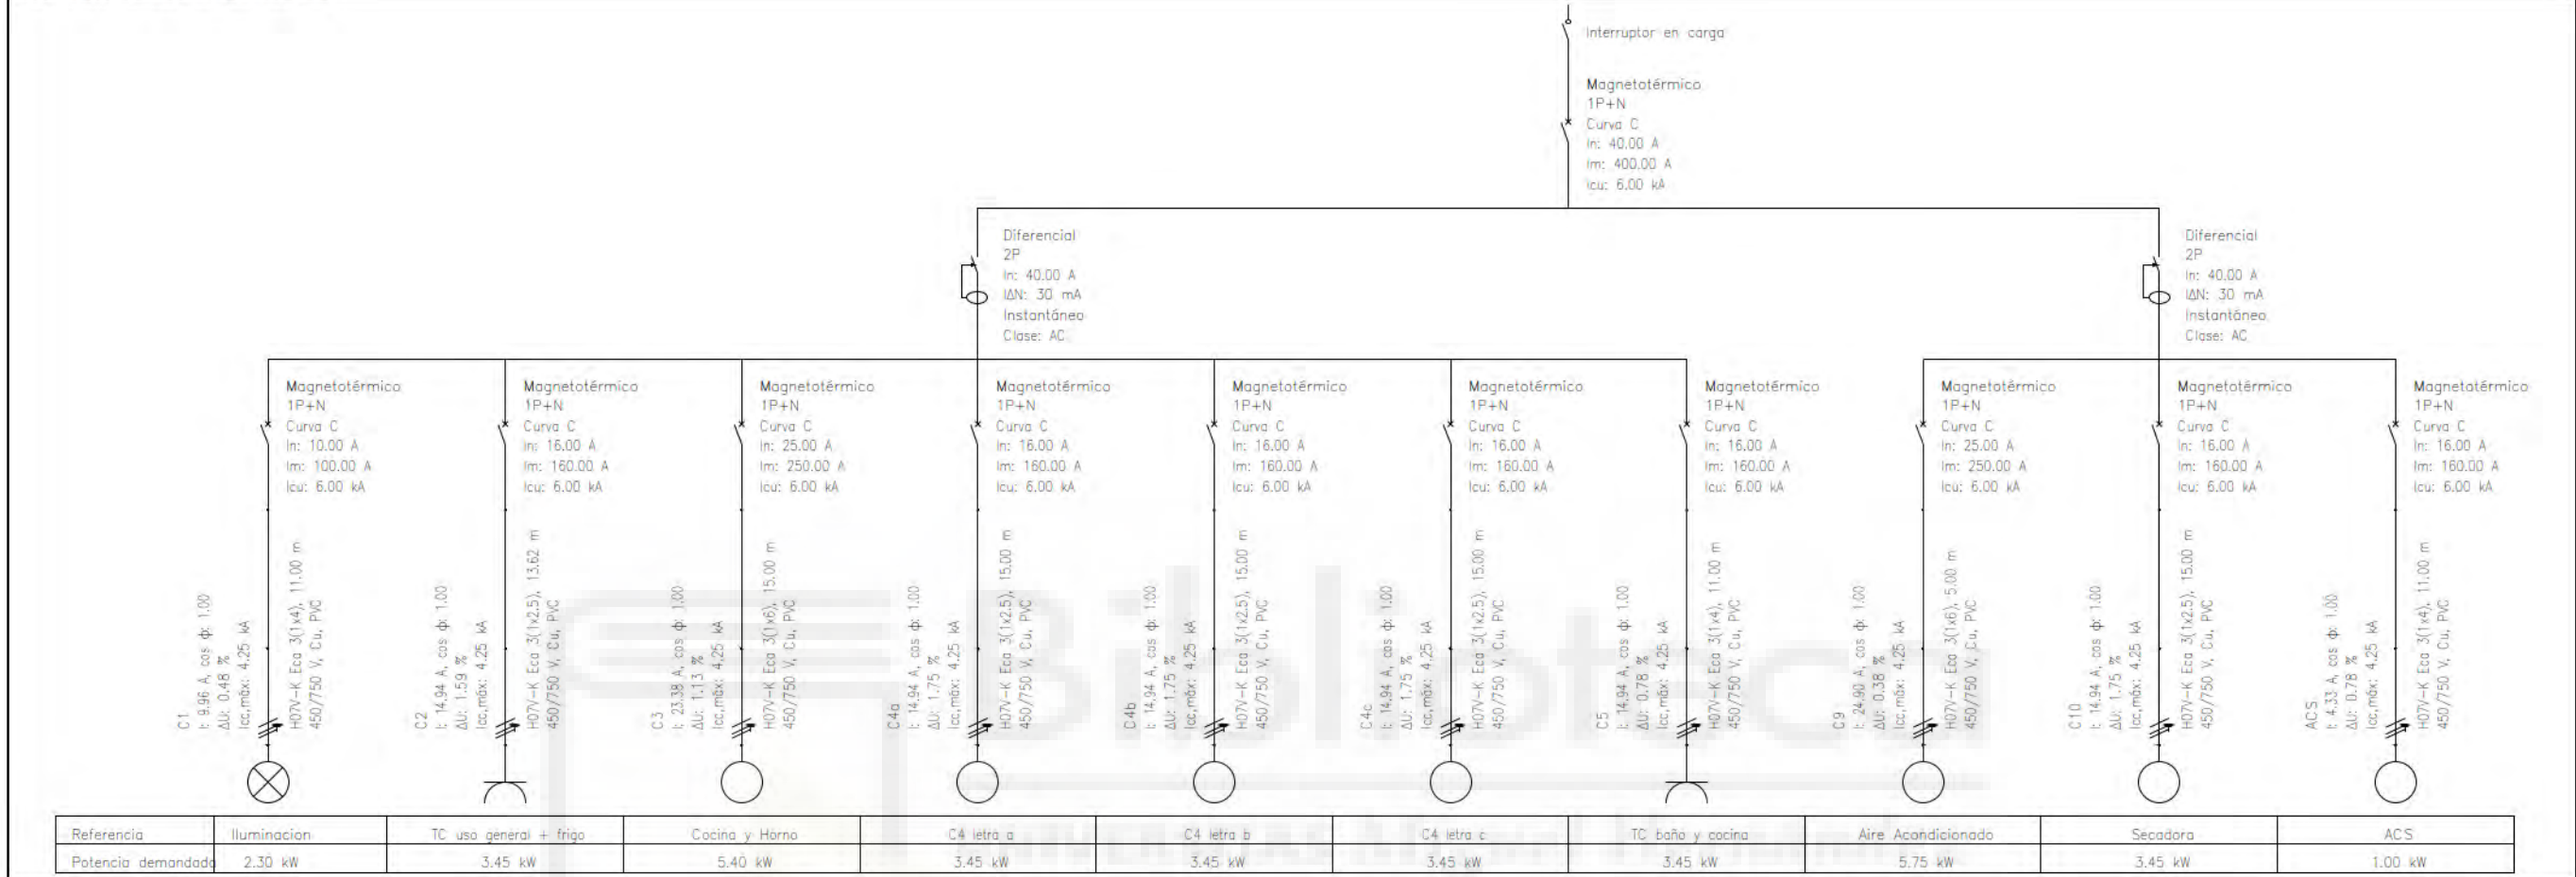 Interruptor en carga
Magnetotérmico
1P+N
Curva C
In: 40.00 A
Im: 400.00 A
Icu: 6.00 kA
Diferencial
2P
In: 40.00 A
IΔN: 30 mA
Instantáneo
Clase: AC
Diferencial
2P
In: 40.00 A
IΔN: 30 mA
Instantáneo
Clase: AC
Magnetotérmico
1P+N
Curva C
In: 10.00 A
Im: 100.00 A
Icu: 6.00 kA
Magnetotérmico
1P+N
Curva C
In: 16.00 A
Im: 160.00 A
Icu: 6.00 kA
Magnetotérmico
1P+N
Curva C
In: 25.00 A
Im: 250.00 A
Icu: 6.00 kA
Magnetotérmico
1P+N
Curva C
In: 16.00 A
Im: 160.00 A
Icu: 6.00 kA
Magnetotérmico
1P+N
Curva C
In: 16.00 A
Im: 160.00 A
Icu: 6.00 kA
Magnetotérmico
1P+N
Curva C
In: 16.00 A
Im: 160.00 A
Icu: 6.00 kA
Magnetotérmico
1P+N
Curva C
In: 16.00 A
Im: 160.00 A
Icu: 6.00 kA
Magnetotérmico
1P+N
Curva C
In: 25.00 A
Im: 250.00 A
Icu: 6.00 kA
Magnetotérmico
1P+N
Curva C
In: 16.00 A
Im: 160.00 A
Icu: 6.00 kA
Magnetotérmico
1P+N
Curva C
In: 16.00 A
Im: 160.00 A
Icu: 6.00 kA
C1
I: 9.96 A, cos φ: 1.00
ΔU: 0.48 %
Icc,máx: 4.25 kA
H07V-K Eca 3(1x4), 11.00 m
450/750 V, Cu, PVC
C2
I: 14.94 A, cos φ: 1.00
ΔU: 1.59 %
Icc,máx: 4.25 kA
H07V-K Eca 3(1x2.5), 13.62 m
450/750 V, Cu, PVC
C3
I: 23.38 A, cos φ: 1.00
ΔU: 1.13 %
Icc,máx: 4.25 kA
H07V-K Eca 3(1x6), 15.00 m
450/750 V, Cu, PVC
C4a
I: 14.94 A, cos φ: 1.00
ΔU: 1.75 %
Icc,máx: 4.25 kA
H07V-K Eca 3(1x2.5), 15.00 m
450/750 V, Cu, PVC
C4b
I: 14.94 A, cos φ: 1.00
ΔU: 1.75 %
Icc,máx: 4.25 kA
H07V-K Eca 3(1x2.5), 15.00 m
450/750 V, Cu, PVC
C4c
I: 14.94 A, cos φ: 1.00
ΔU: 1.75 %
Icc,máx: 4.25 kA
H07V-K Eca 3(1x2.5), 15.00 m
450/750 V, Cu, PVC
C5
I: 14.94 A, cos φ: 1.00
ΔU: 0.78 %
Icc,máx: 4.25 kA
H07V-K Eca 3(1x4), 11.00 m
450/750 V, Cu, PVC
C9
I: 24.90 A, cos φ: 1.00
ΔU: 0.38 %
Icc,máx: 4.25 kA
H07V-K Eca 3(1x6), 5.00 m
450/750 V, Cu, PVC
C10
I: 14.94 A, cos φ: 1.00
ΔU: 1.75 %
Icc,máx: 4.25 kA
H07V-K Eca 3(1x2.5), 15.00 m
450/750 V, Cu, PVC
ACS
I: 4.33 A, cos φ: 1.00
ΔU: 0.78 %
Icc,máx: 4.25 kA
H07V-K Eca 3(1x4), 11.00 m
450/750 V, Cu, PVC
Biblioteca
Referencia Iluminacion TC uso general + frigo Cocina y Horno C4 letra a C4 letra b C4 letra c TC baño y cocina Aire Acondicionado Secadora ACS
Potencia demandada 2.30 kW 3.45 kW 5.40 kW 3.45 kW 3.45 kW 3.45 kW 3.45 kW 5.75 kW 3.45 kW 1.00 kW